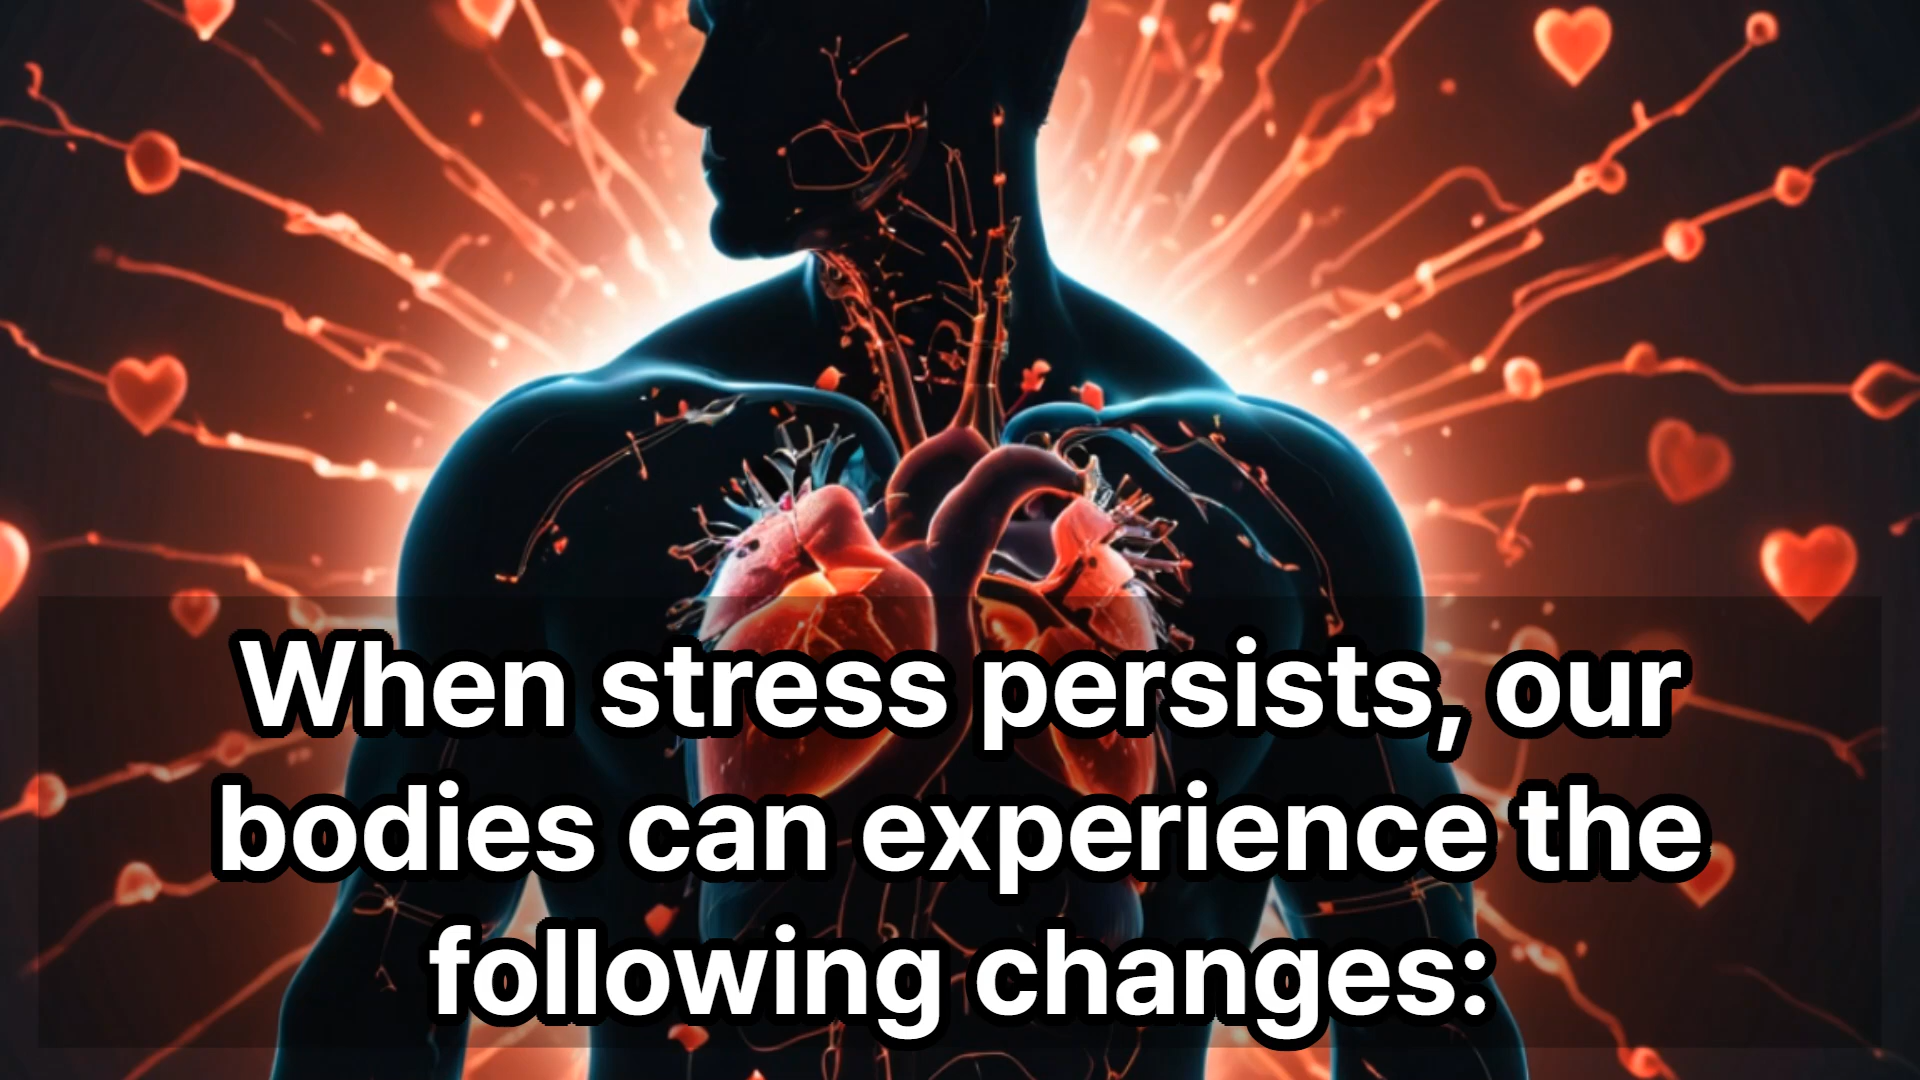 When stress persists, our
bodies can experience the
following changes: